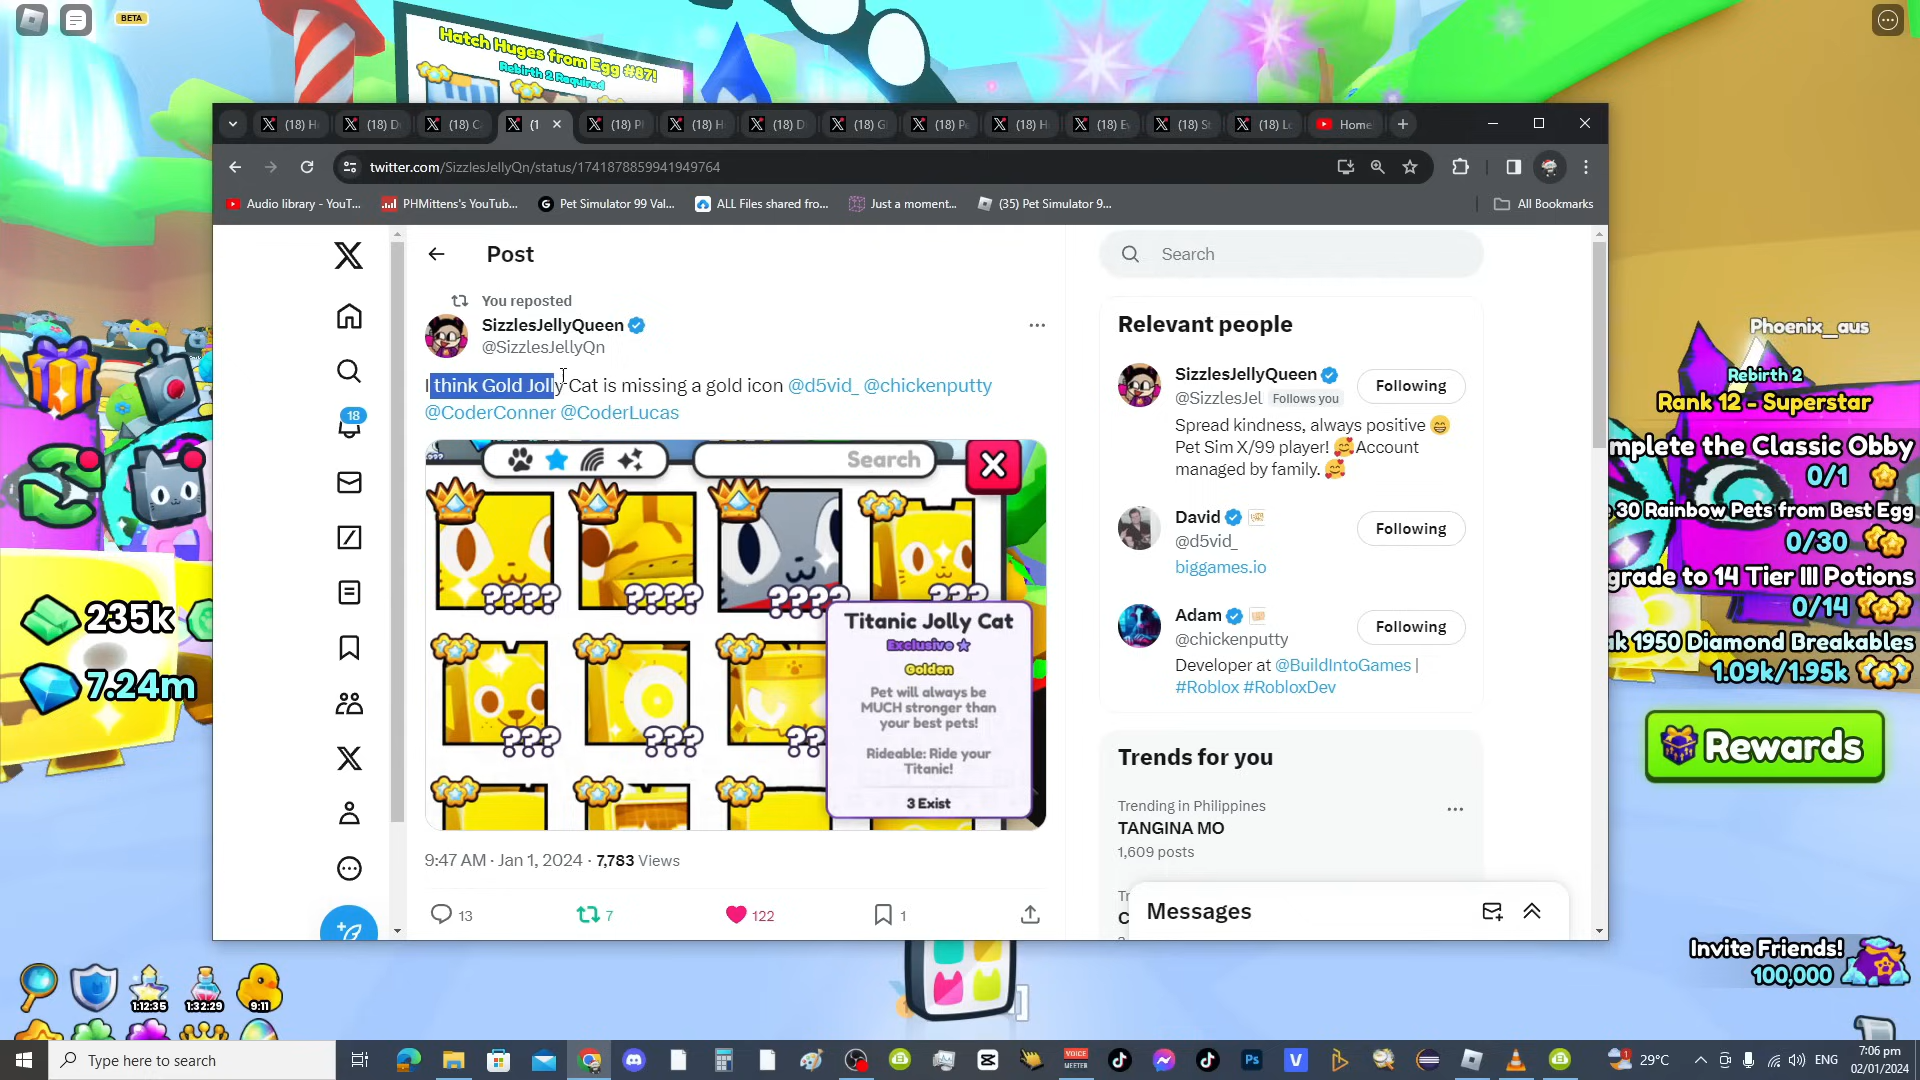 BETA
Hatch Huges from Egg #87!
Rebirth 2 Required
(18) H
(18) D
(18) C
(1
(18) P
(18) H
(18) D
(18) G
(18) Pe
(18) H
(18) E
(18) St
(18) Lo
Home
twitter.com/SizzlesJellyQn/status/1741878859941949764
Audio library - YouT...
PHMittens's YouTub...
Pet Simulator 99 Val...
ALL Files shared fro...
Just a moment...
(35) Pet Simulator 9...
All Bookmarks
Post
You reposted
SizzlesJellyQueen
@SizzlesJellyQn
I think Gold Jolly Cat is missing a gold icon @d5vid_ @chickenputty
@CoderConner @CoderLucas
Search
????
????
????
???
???
???
??
Titanic Jolly Cat
Exclusive
Golden
Pet will always be
MUCH stronger than
your best pets!
Rideable: Ride your
Titanic!
3 Exist
9:47 AM · Jan 1, 2024 · 7,783 Views
13
7
122
1
18
Search
Relevant people
SizzlesJellyQueen
@SizzlesJel Follows you
Following
Spread kindness, always positive
Pet Sim X/99 player! Account
managed by family.
David
@d5vid_
Following
biggames.io
Adam
@chickenputty
Following
Developer at @BuildIntoGames |
#Roblox #RobloxDev
Trends for you
Trending in Philippines
TANGINA MO
1,609 posts
Messages
235k
7.24m
Phoenix_aus
Rebirth 2
Rank 12 - Superstar
mplete the Classic Obby
0/1
30 Rainbow Pets from Best Egg
0/30
grade to 14 Tier III Potions
0/14
ak 1950 Diamond Breakables
1.09k/1.95k
Rewards
Invite Friends!
100,000
1:12:35
1:32:29
9:11
Type here to search
VOICE
MEETER
Ps
V
1
29°C
ENG
7:06 pm
02/01/2024